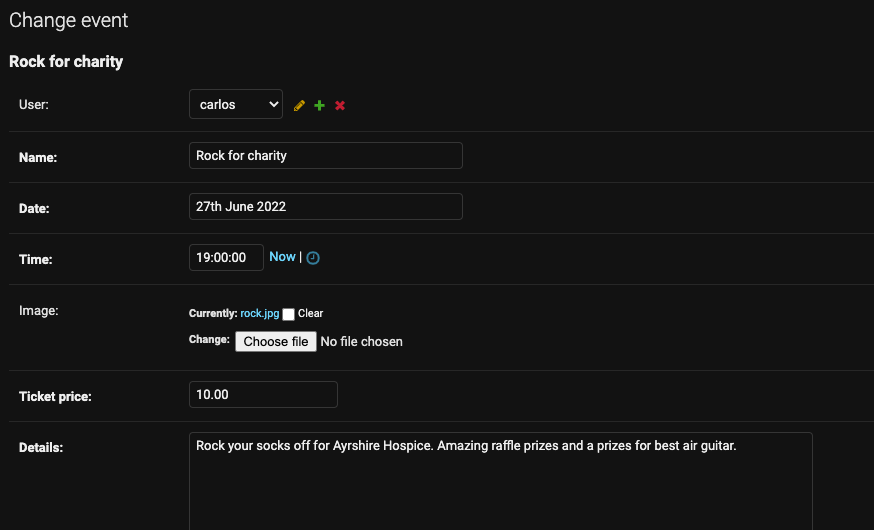 Change event
Rock for charity
User: carlos
Name: Rock for charity
Date: 27th June 2022
Time: 19:00:00 Now |
Image: Currently: rock.jpg Clear
Change: Choose file No file chosen
Ticket price: 10.00
Details: Rock your socks off for Ayrshire Hospice. Amazing raffle prizes and a prizes for best air guitar.